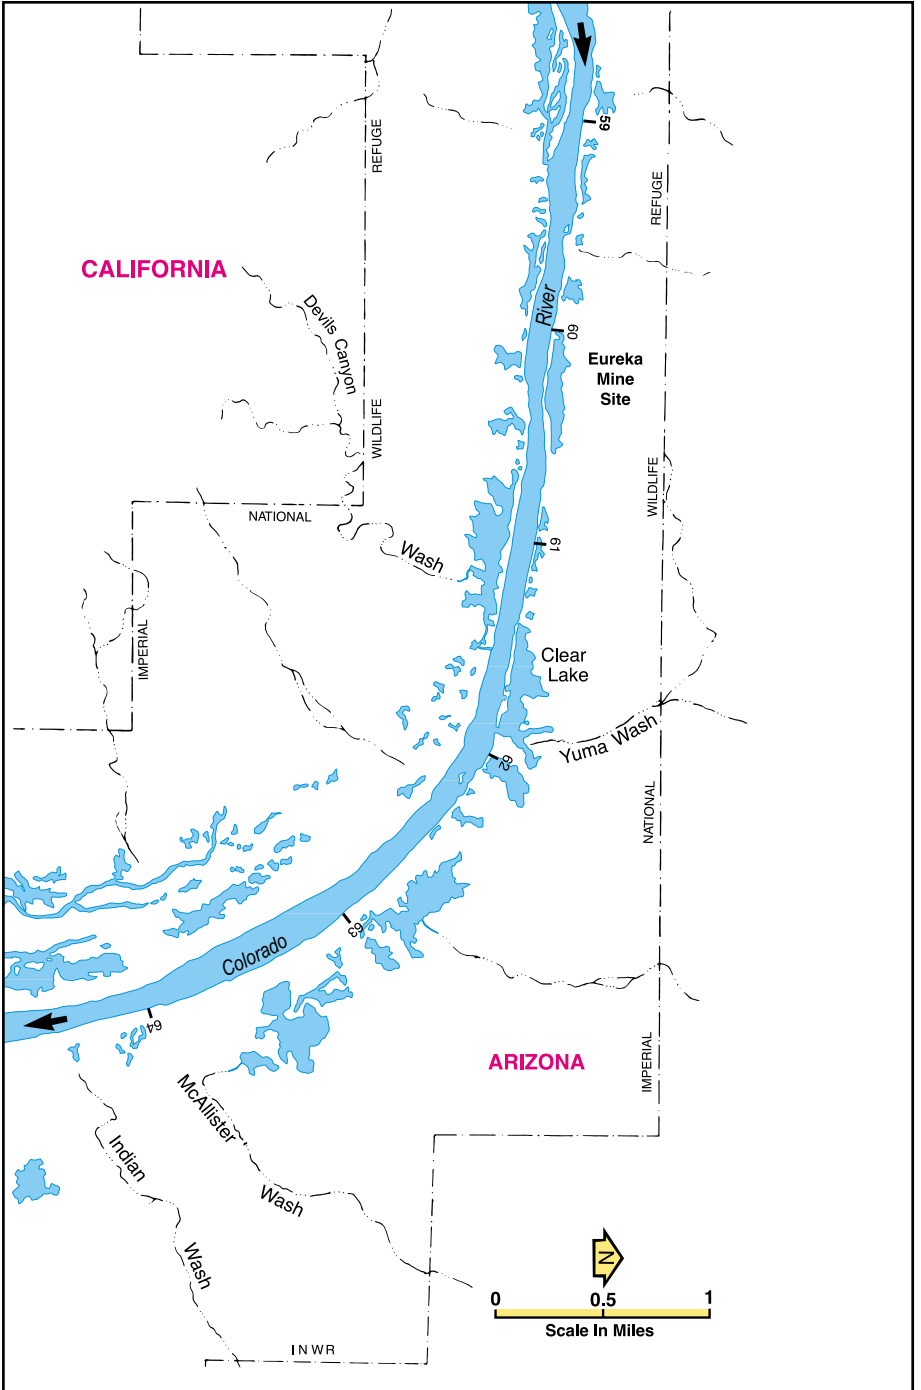 59
REFUGE
REFUGE
CALIFORNIA
Devils Canyon
River
60
Eureka
Mine
Site
WILDLIFE
WILDLIFE
NATIONAL
61
Wash
IMPERIAL
Clear
Lake
Yuma Wash
62
NATIONAL
63
Colorado
64
ARIZONA
IMPERIAL
McAllister
Wash
Indian
Wash
N
0 0.5 1
Scale In Miles
INWR